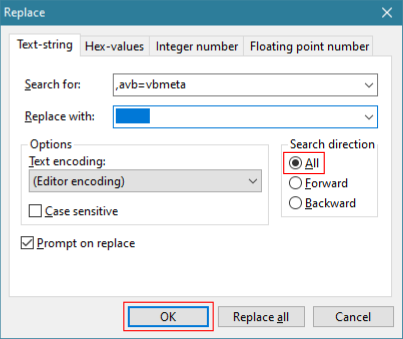 Replace
Text-string Hex-values Integer number Floating point number
Search for: ,avb=vbmeta
Replace with:
Options
Text encoding:
(Editor encoding)
Case sensitive
Search direction
All
Forward
Backward
Prompt on replace
OK Replace all Cancel